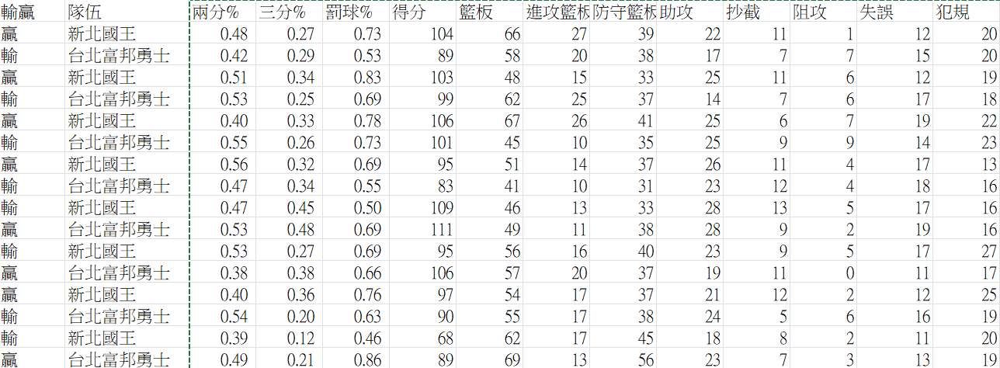 輸贏 隊伍 兩分% 三分% 罰球% 得分 籃板 進攻籃板 防守籃板 助攻 抄截 阻攻 失誤 犯規
贏 新北國王 0.48 0.27 0.73 104 66 27 39 22 11 1 12 20
輸 台北富邦勇士 0.42 0.29 0.53 89 58 20 38 17 7 7 15 20
贏 新北國王 0.51 0.34 0.83 103 48 15 33 25 11 6 12 19
輸 台北富邦勇士 0.53 0.25 0.69 99 62 25 37 14 7 6 17 18
贏 新北國王 0.40 0.33 0.78 106 67 26 41 25 6 7 19 22
輸 台北富邦勇士 0.55 0.26 0.73 101 45 10 35 25 9 9 14 23
贏 新北國王 0.56 0.32 0.69 95 51 14 37 26 11 4 17 13
輸 台北富邦勇士 0.47 0.34 0.55 83 41 10 31 23 12 4 18 16
輸 新北國王 0.47 0.45 0.50 109 46 13 33 28 13 5 17 16
贏 台北富邦勇士 0.53 0.48 0.69 111 49 11 38 28 9 2 19 16
輸 新北國王 0.53 0.27 0.69 95 56 16 40 23 9 5 17 27
贏 台北富邦勇士 0.38 0.38 0.66 106 57 20 37 19 11 0 11 17
贏 新北國王 0.40 0.36 0.76 97 54 17 37 21 12 2 12 25
輸 台北富邦勇士 0.54 0.20 0.63 90 55 17 38 24 5 6 16 19
輸 新北國王 0.39 0.12 0.46 68 62 17 45 18 8 2 11 20
贏 台北富邦勇士 0.49 0.21 0.86 89 69 13 56 23 7 3 13 19